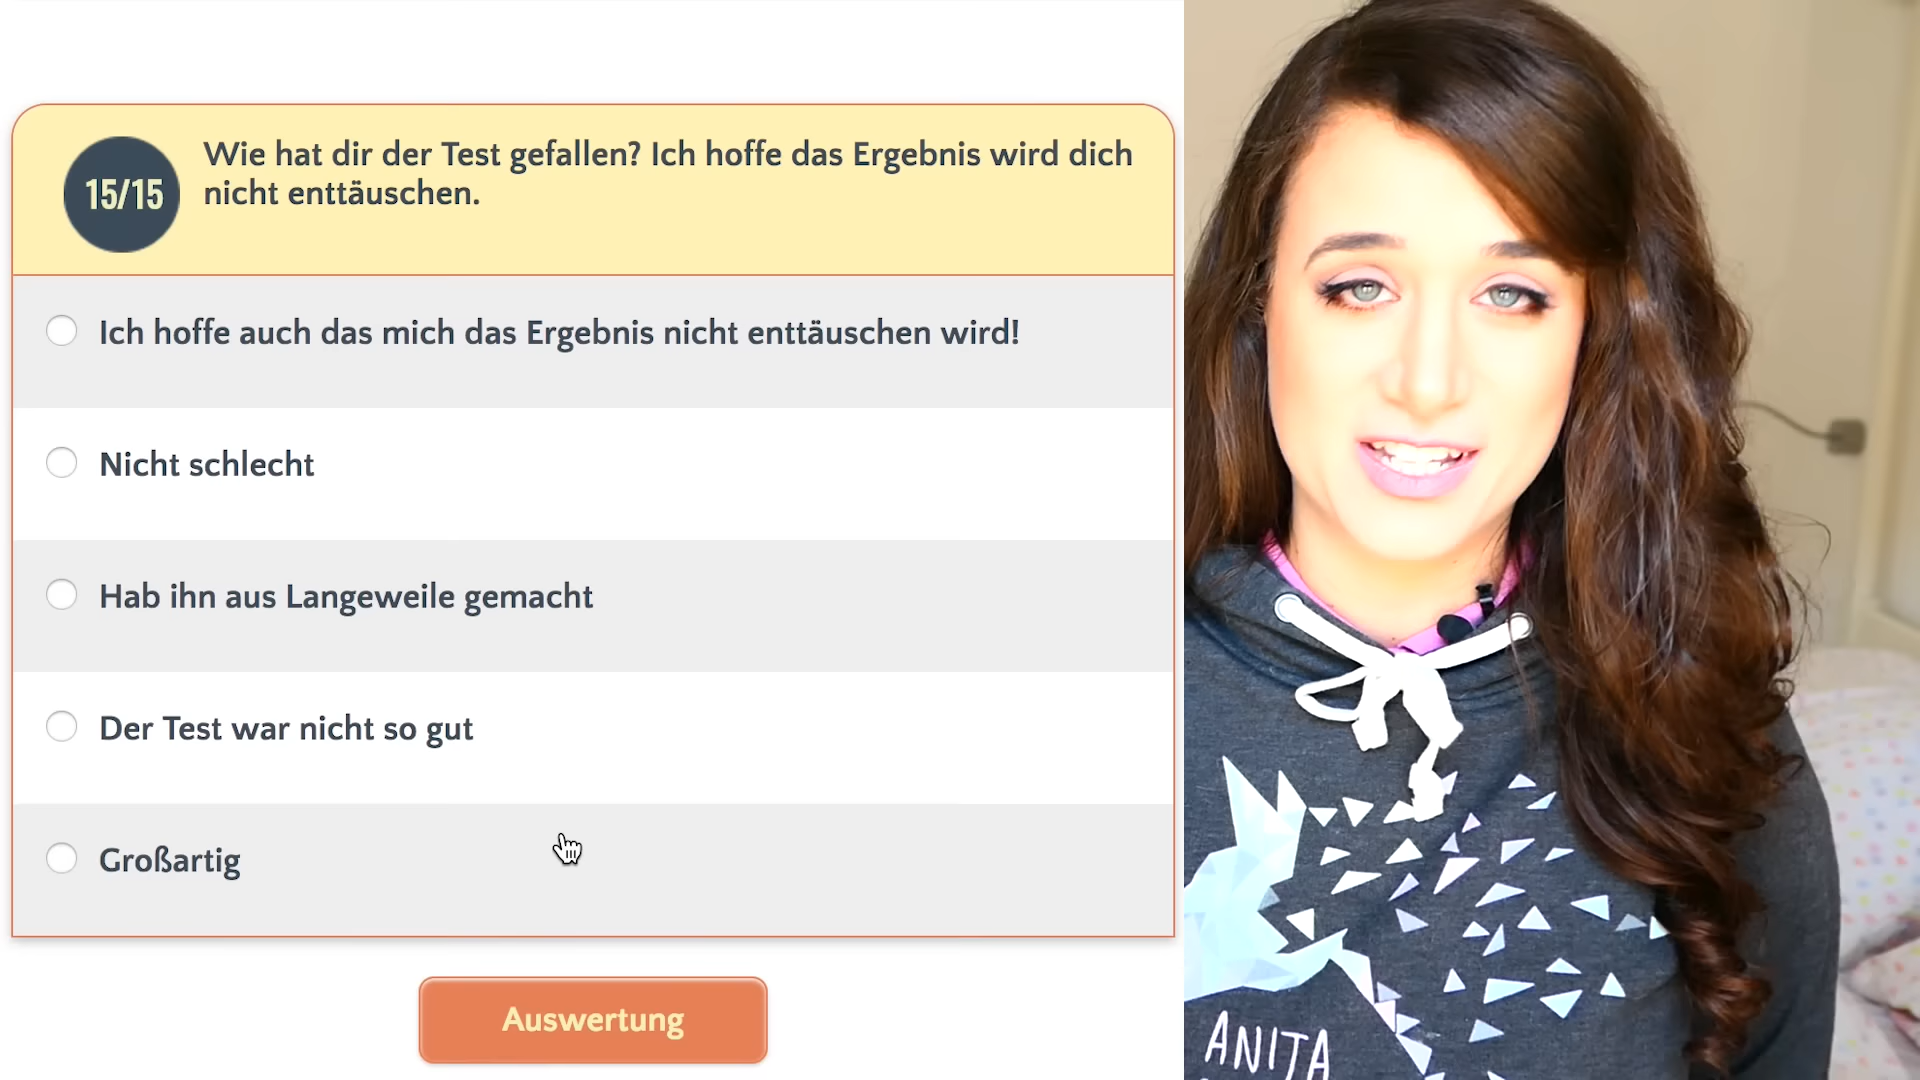 15/15
Wie hat dir der Test gefallen? Ich hoffe das Ergebnis wird dich
nicht enttäuschen.
Ich hoffe auch das mich das Ergebnis nicht enttäuschen wird!
Nicht schlecht
Hab ihn aus Langeweile gemacht
Der Test war nicht so gut
Großartig
Auswertung
ANITA